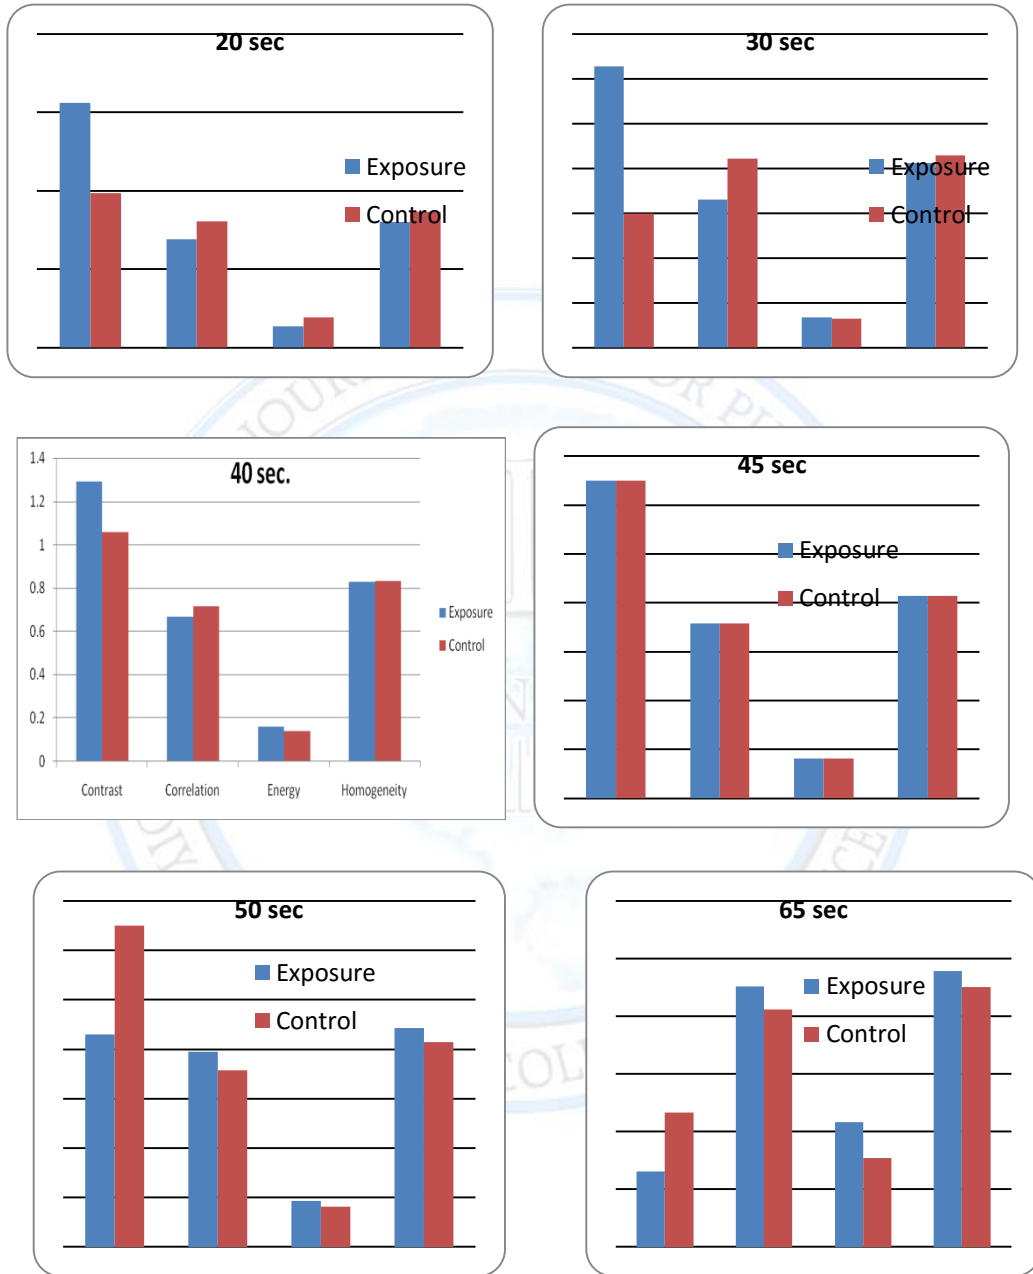 20 sec
Exposure
Control
30 sec
Exposure
Control
40 sec.
1.4
1.2
1
0.8
0.6
0.4
0.2
0
Contrast
Correlation
Energy
Homogeneity
Exposure
Control
45 sec
Exposure
Control
50 sec
Exposure
Control
65 sec
Exposure
Control